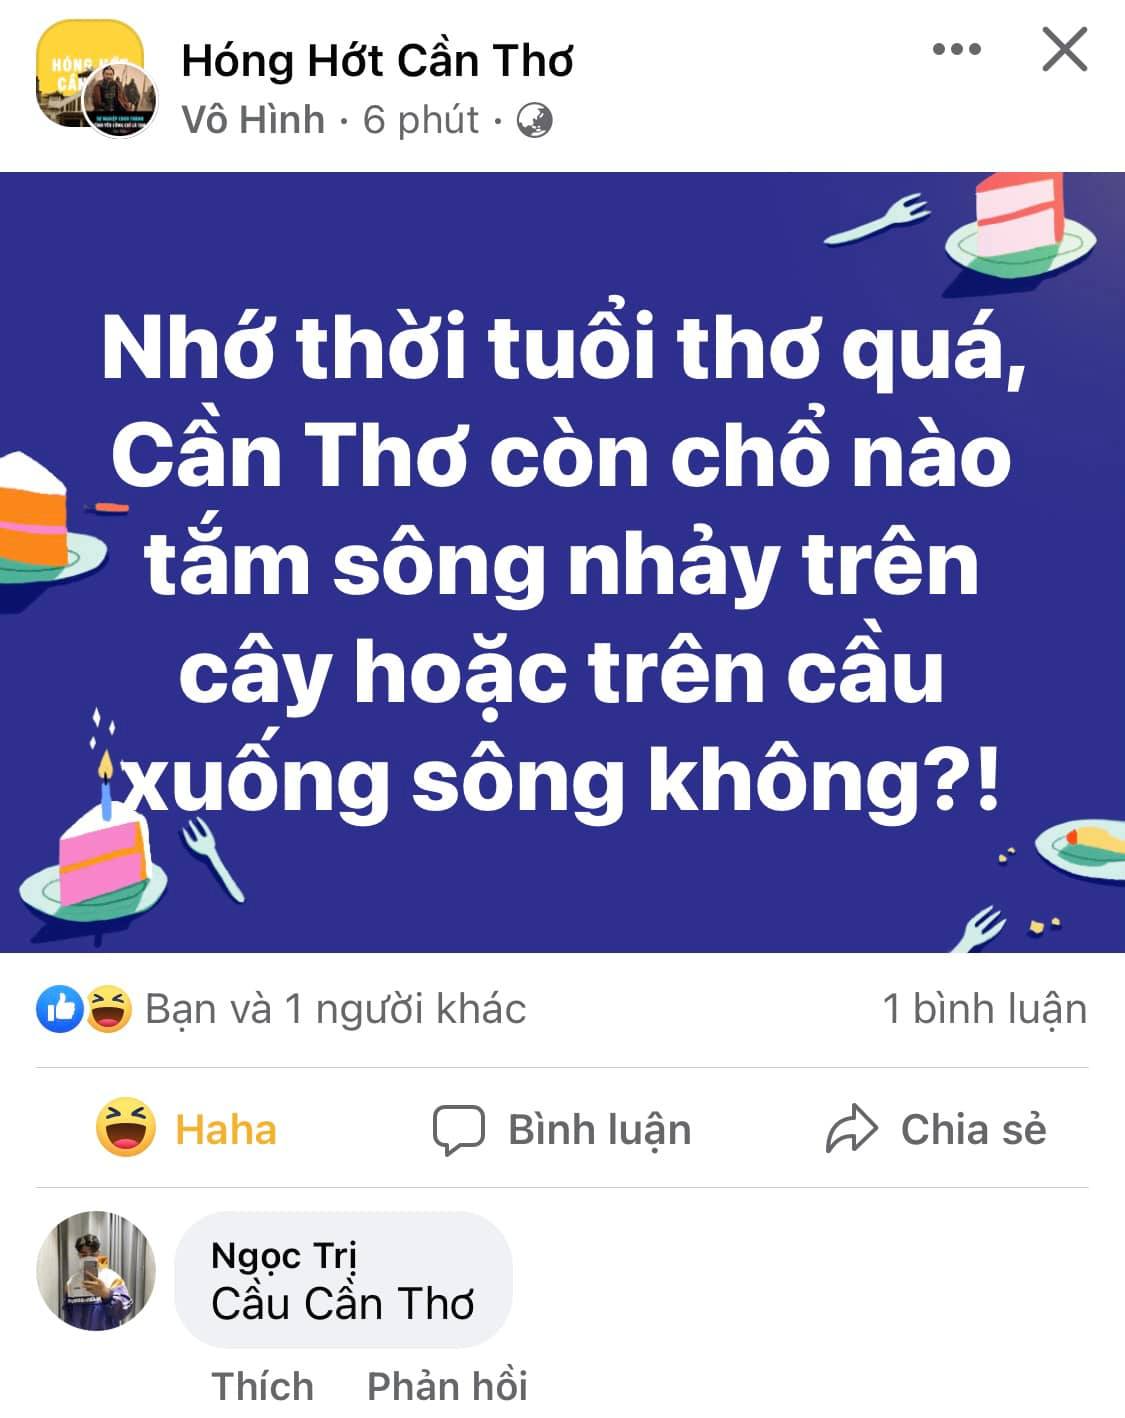 Hóng Hớt Cần Thơ
Vô Hình · 6 phút ·
Nhớ thời tuổi thơ quá,
Cần Thơ còn chổ nào
tắm sông nhảy trên
cây hoặc trên cầu
xuống sông không?!
Bạn và 1 người khác
1 bình luận
Haha
Bình luận
Chia sẻ
Ngọc Trị
Cầu Cần Thơ
Thích
Phản hồi